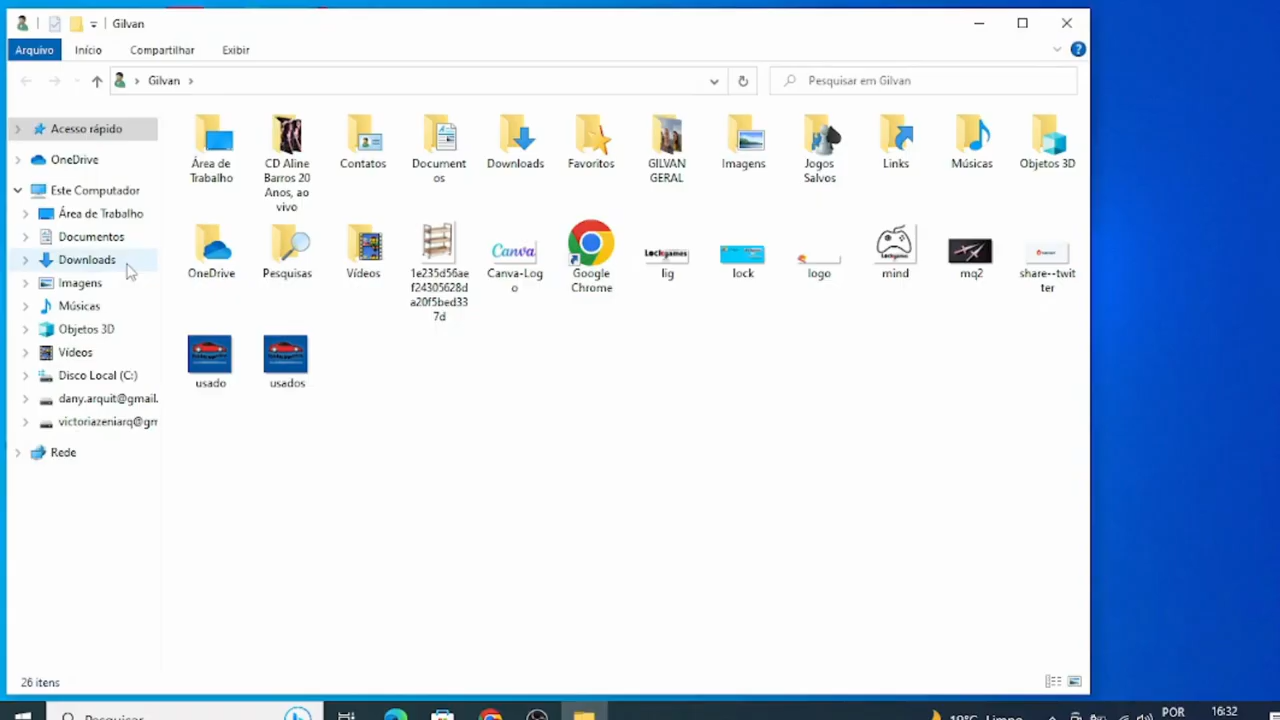 Gilvan
Arquivo Início Compartilhar Exibir
Gilvan
Pesquisar em Gilvan
Acesso rápido
OneDrive
Este Computador
Área de Trabalho
Documentos
Downloads
Imagens
Músicas
Objetos 3D
Vídeos
Disco Local (C:)
dany.arquit@gmail.
victoriazeniarq@gm
Rede
Área de
Trabalho
CD Aline
Barros 20
Anos, ao
vivo
Contatos
Document
os
Downloads
Favoritos
GILVAN
GERAL
Imagens
Jogos
Salvos
Links
Músicas
Objetos 3D
OneDrive
Pesquisas
Vídeos
1e235d56ae
f24305628d
a20f5bed33
7d
Canva
Canva-Log
o
Google
Chrome
Lockgames
lig
lock
logo
mind
mq2
share--twit
ter
usado
usados
26 itens
Pesquisar
19°C Limpo
POR
16:32